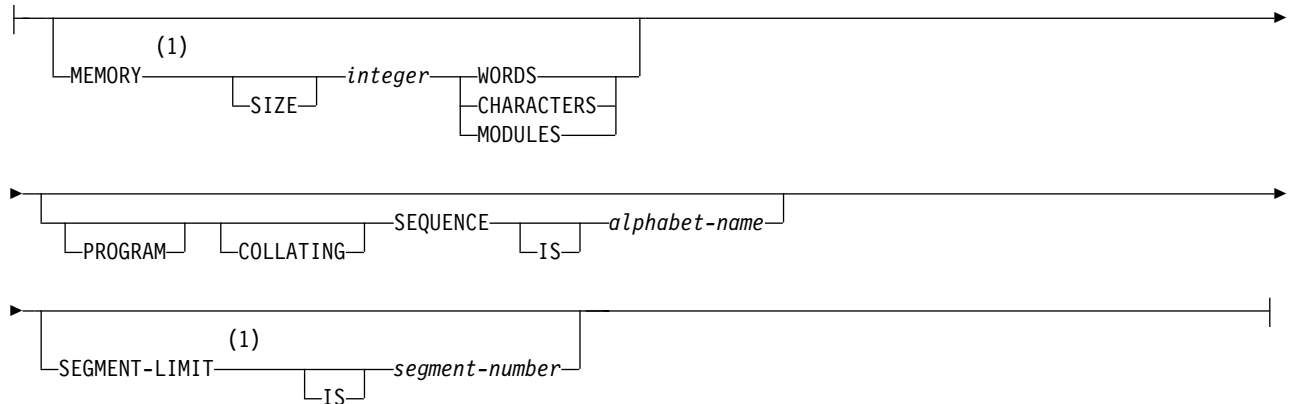 (1)
MEMORY integer WORDS
SIZE CHARACTERS
MODULES
SEQUENCE alphabet-name
PROGRAM COLLATING IS
(1)
SEGMENT-LIMIT segment-number
IS